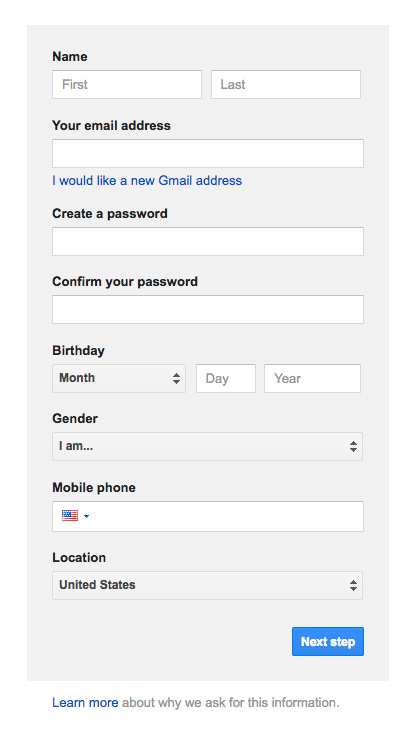 Name
First Last
Your email address
I would like a new Gmail address
Create a password
Confirm your password
Birthday
Month Day Year
Gender
I am...
Mobile phone
Location
United States
Next step
Learn more about why we ask for this information.